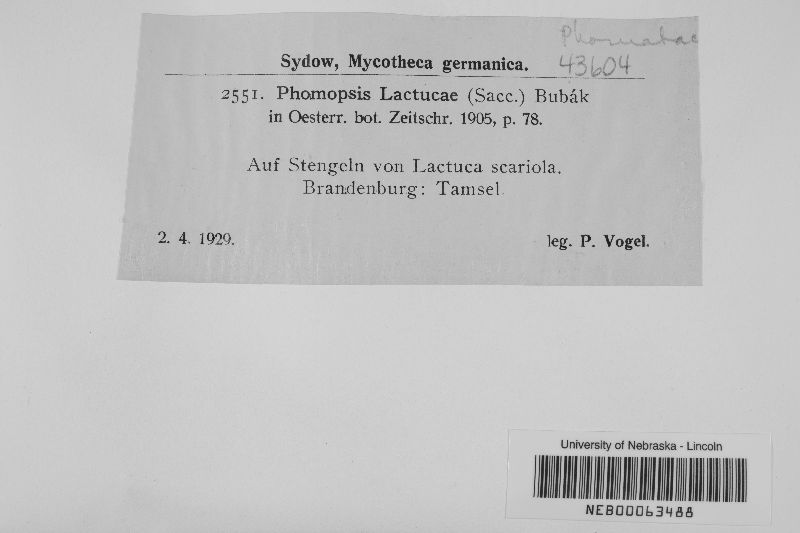 Sydow, Mycotheca germanica.
43604
2551. Phomopsis Lactucae (Sacc.) Bubák
in Oesterr. bot. Zeitschr. 1905, p. 78.
Auf Stengeln von Lactuca scariola.
Brandenburg: Tamsel.
2. 4. 1929. leg. P. Vogel.
University of Nebraska - Lincoln
NEB00063488